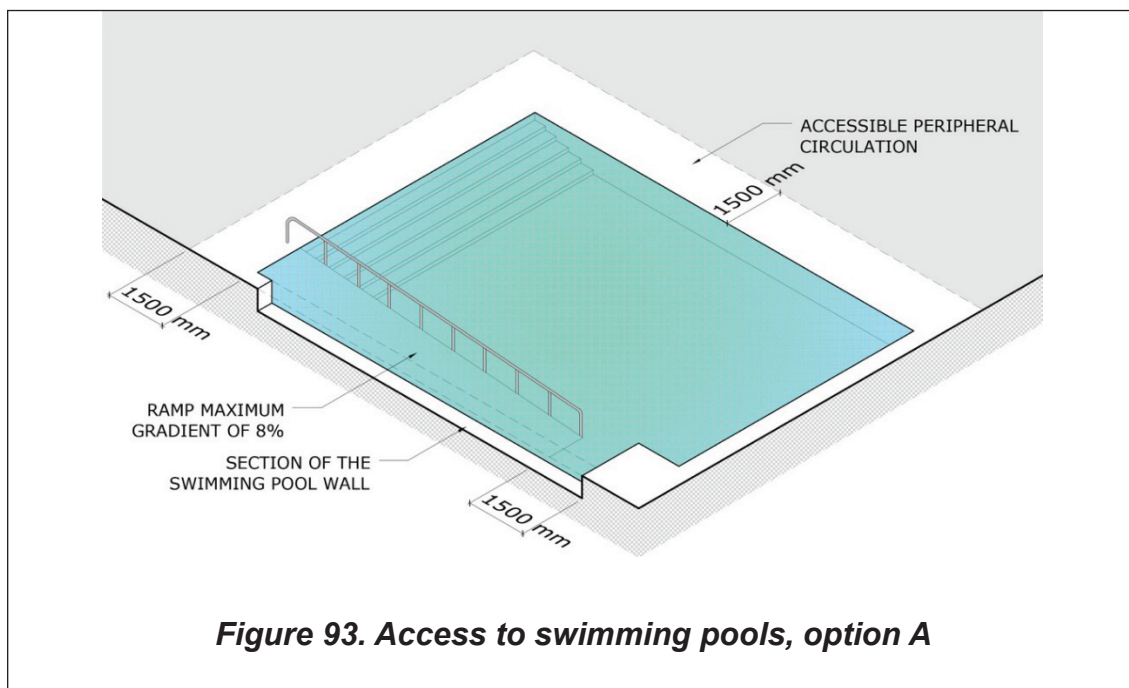 ACCESSIBLE PERIPHERAL
CIRCULATION
1500 mm
1500 mm
RAMP MAXIMUM
GRADIENT OF 8%
SECTION OF THE
SWIMMING POOL WALL
1500 mm
Figure 93. Access to swimming pools, option A